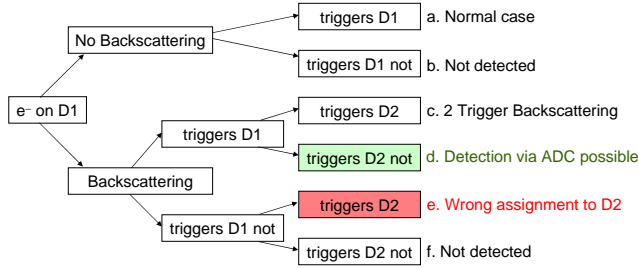 triggers D1 a. Normal case
No Backscattering
triggers D1 not b. Not detected
e⁻ on D1
triggers D2 c. 2 Trigger Backscattering
triggers D1
triggers D2 not d. Detection via ADC possible
Backscattering
triggers D2 e. Wrong assignment to D2
triggers D1 not
triggers D2 not f. Not detected